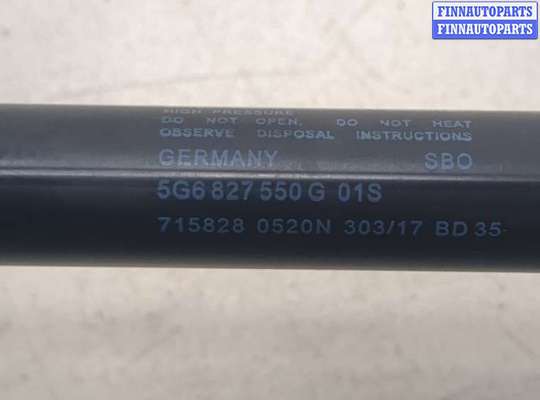 FINNAUTOPARTS
FINNAUTOPARTS
HIGH PRESSURE
DO NOT OPEN. DO NOT HEAT
OBSERVE DISPOSAL INSTRUCTIONS
GERMANY SBO
5G6 827 550 G 01S
715828 0520N 303/17 BD 35